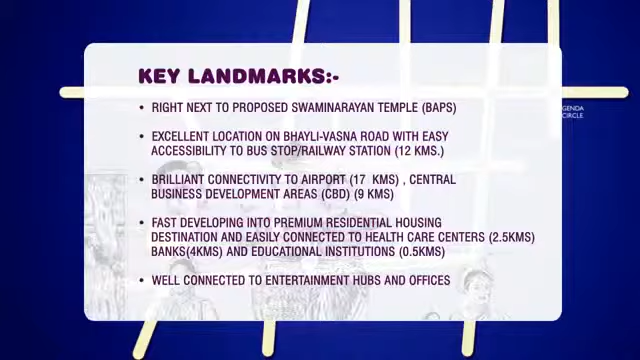 KEY LANDMARKS:-
• RIGHT NEXT TO PROPOSED SWAMINARAYAN TEMPLE (BAPS)
• EXCELLENT LOCATION ON BHAYLI-VASNA ROAD WITH EASY
ACCESSIBILITY TO BUS STOP/RAILWAY STATION (12 KMS.)
• BRILLIANT CONNECTIVITY TO AIRPORT (17 KMS) , CENTRAL
BUSINESS DEVELOPMENT AREAS (CBD) (9 KMS)
• FAST DEVELOPING INTO PREMIUM RESIDENTIAL HOUSING
DESTINATION AND EASILY CONNECTED TO HEALTH CARE CENTERS (2.5KMS)
BANKS(4KMS) AND EDUCATIONAL INSTITUTIONS (0.5KMS)
• WELL CONNECTED TO ENTERTAINMENT HUBS AND OFFICES
GENDA
CIRCLE